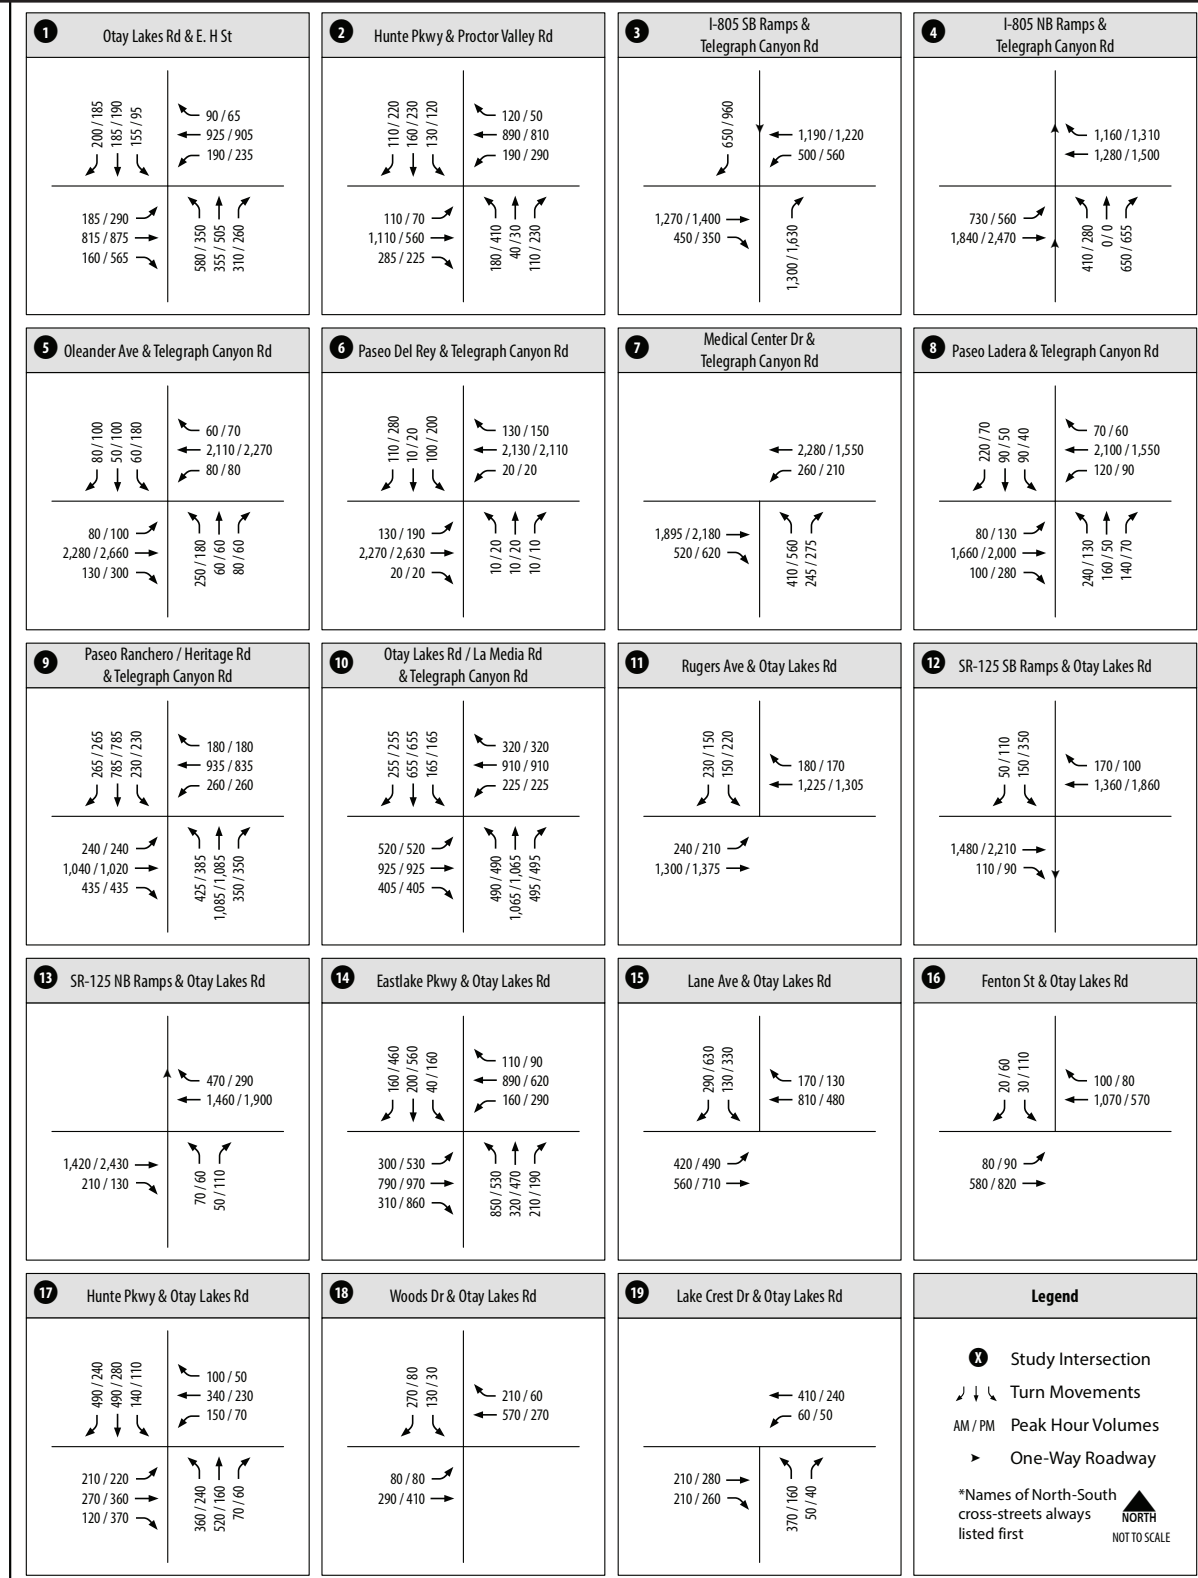 1
Otay Lakes Rd & E. H St
200 / 185
185 / 190
155 / 95
90 / 65
925 / 905
190 / 235
185 / 290
815 / 875
160 / 565
580 / 350
355 / 505
310 / 260
2
Hunte Pkwy & Proctor Valley Rd
110 / 220
160 / 230
130 / 120
120 / 50
890 / 810
190 / 290
110 / 70
1,110 / 560
285 / 225
180 / 410
40 / 30
110 / 230
3
I-805 SB Ramps &
Telegraph Canyon Rd
650 / 960
1,190 / 1,220
500 / 560
1,270 / 1,400
450 / 350
1,300 / 1,630
4
I-805 NB Ramps &
Telegraph Canyon Rd
1,160 / 1,310
1,280 / 1,500
730 / 560
1,840 / 2,470
410 / 280
0 / 0
650 / 655
5
Oleander Ave & Telegraph Canyon Rd
80 / 100
50 / 100
60 / 180
60 / 70
2,110 / 2,270
80 / 80
80 / 100
2,280 / 2,660
130 / 300
250 / 180
60 / 60
80 / 60
6
Paseo Del Rey & Telegraph Canyon Rd
110 / 280
10 / 20
100 / 200
130 / 150
2,130 / 2,110
20 / 20
130 / 190
2,270 / 2,630
20 / 20
10 / 20
10 / 20
10 / 10
7
Medical Center Dr &
Telegraph Canyon Rd
2,280 / 1,550
260 / 210
1,895 / 2,180
520 / 620
410 / 560
245 / 275
8
Paseo Ladera & Telegraph Canyon Rd
220 / 70
90 / 50
90 / 40
70 / 60
2,100 / 1,550
120 / 90
80 / 130
1,660 / 2,000
100 / 280
240 / 130
160 / 50
140 / 70
9
Paseo Ranchero / Heritage Rd
& Telegraph Canyon Rd
265 / 265
785 / 785
230 / 230
180 / 180
935 / 835
260 / 260
240 / 240
1,040 / 1,020
435 / 435
425 / 385
1,085 / 1,085
350 / 350
10
Otay Lakes Rd / La Media Rd
& Telegraph Canyon Rd
255 / 255
655 / 655
165 / 165
320 / 320
910 / 910
225 / 225
520 / 520
925 / 925
405 / 405
490 / 490
1,065 / 1,065
495 / 495
11
Rugers Ave & Otay Lakes Rd
230 / 150
150 / 220
180 / 170
1,225 / 1,305
240 / 210
1,300 / 1,375
12
SR-125 SB Ramps & Otay Lakes Rd
50 / 110
150 / 350
170 / 100
1,360 / 1,860
1,480 / 2,210
110 / 90
13
SR-125 NB Ramps & Otay Lakes Rd
470 / 290
1,460 / 1,900
1,420 / 2,430
210 / 130
70 / 60
50 / 110
14
Eastlake Pkwy & Otay Lakes Rd
160 / 460
200 / 560
40 / 160
110 / 90
890 / 620
160 / 290
300 / 530
790 / 970
310 / 860
850 / 530
320 / 470
210 / 190
15
Lane Ave & Otay Lakes Rd
290 / 630
130 / 330
170 / 130
810 / 480
420 / 490
560 / 710
16
Fenton St & Otay Lakes Rd
20 / 60
30 / 110
100 / 80
1,070 / 570
80 / 90
580 / 820
17
Hunte Pkwy & Otay Lakes Rd
490 / 240
490 / 280
140 / 110
100 / 50
340 / 230
150 / 70
210 / 220
270 / 360
120 / 370
360 / 240
520 / 160
70 / 60
18
Woods Dr & Otay Lakes Rd
270 / 80
130 / 30
210 / 60
570 / 270
80 / 80
290 / 410
19
Lake Crest Dr & Otay Lakes Rd
410 / 240
60 / 50
210 / 280
210 / 260
370 / 160
50 / 40
Legend
X Study Intersection
Turn Movements
AM / PM Peak Hour Volumes
One-Way Roadway
*Names of North-South
cross-streets always
listed first
NORTH
NOT TO SCALE